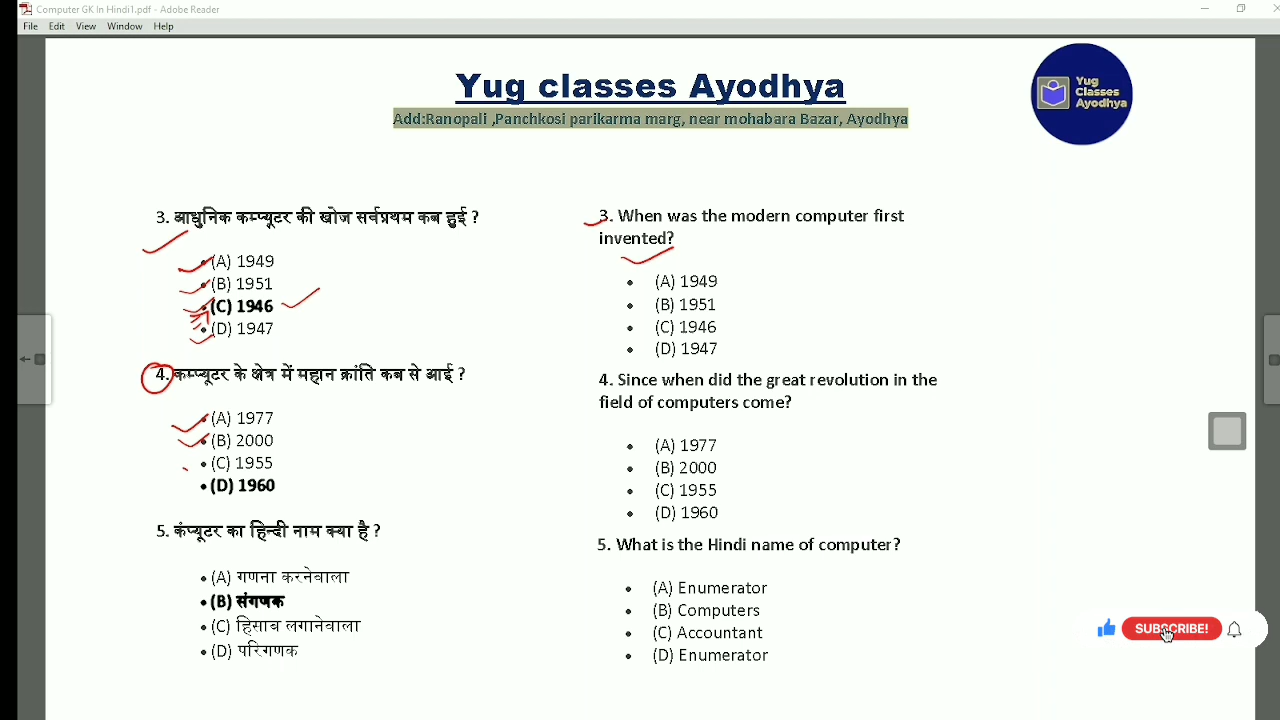 Computer GK In Hindi1.pdf - Adobe Reader
File Edit View Window Help
Yug classes Ayodhya
Add:Ranopali ,Panchkosi parikarma marg, near mohabara Bazar, Ayodhya
Yug
Classes
Ayodhya
3. आधुनिक कम्प्यूटर की खोज सर्वप्रथम कब हुई ?
(A) 1949
(B) 1951
(C) 1946
(D) 1947
4. कम्प्यूटर के क्षेत्र में महान क्रांति कब से आई ?
(A) 1977
(B) 2000
(C) 1955
(D) 1960
5. कंप्यूटर का हिन्दी नाम क्या है ?
(A) गणना करनेवाला
(B) संगणक
(C) हिसाब लगानेवाला
(D) परिगणक
3. When was the modern computer first
invented?
(A) 1949
(B) 1951
(C) 1946
(D) 1947
4. Since when did the great revolution in the
field of computers come?
(A) 1977
(B) 2000
(C) 1955
(D) 1960
5. What is the Hindi name of computer?
(A) Enumerator
(B) Computers
(C) Accountant
(D) Enumerator
SUBSCRIBE!